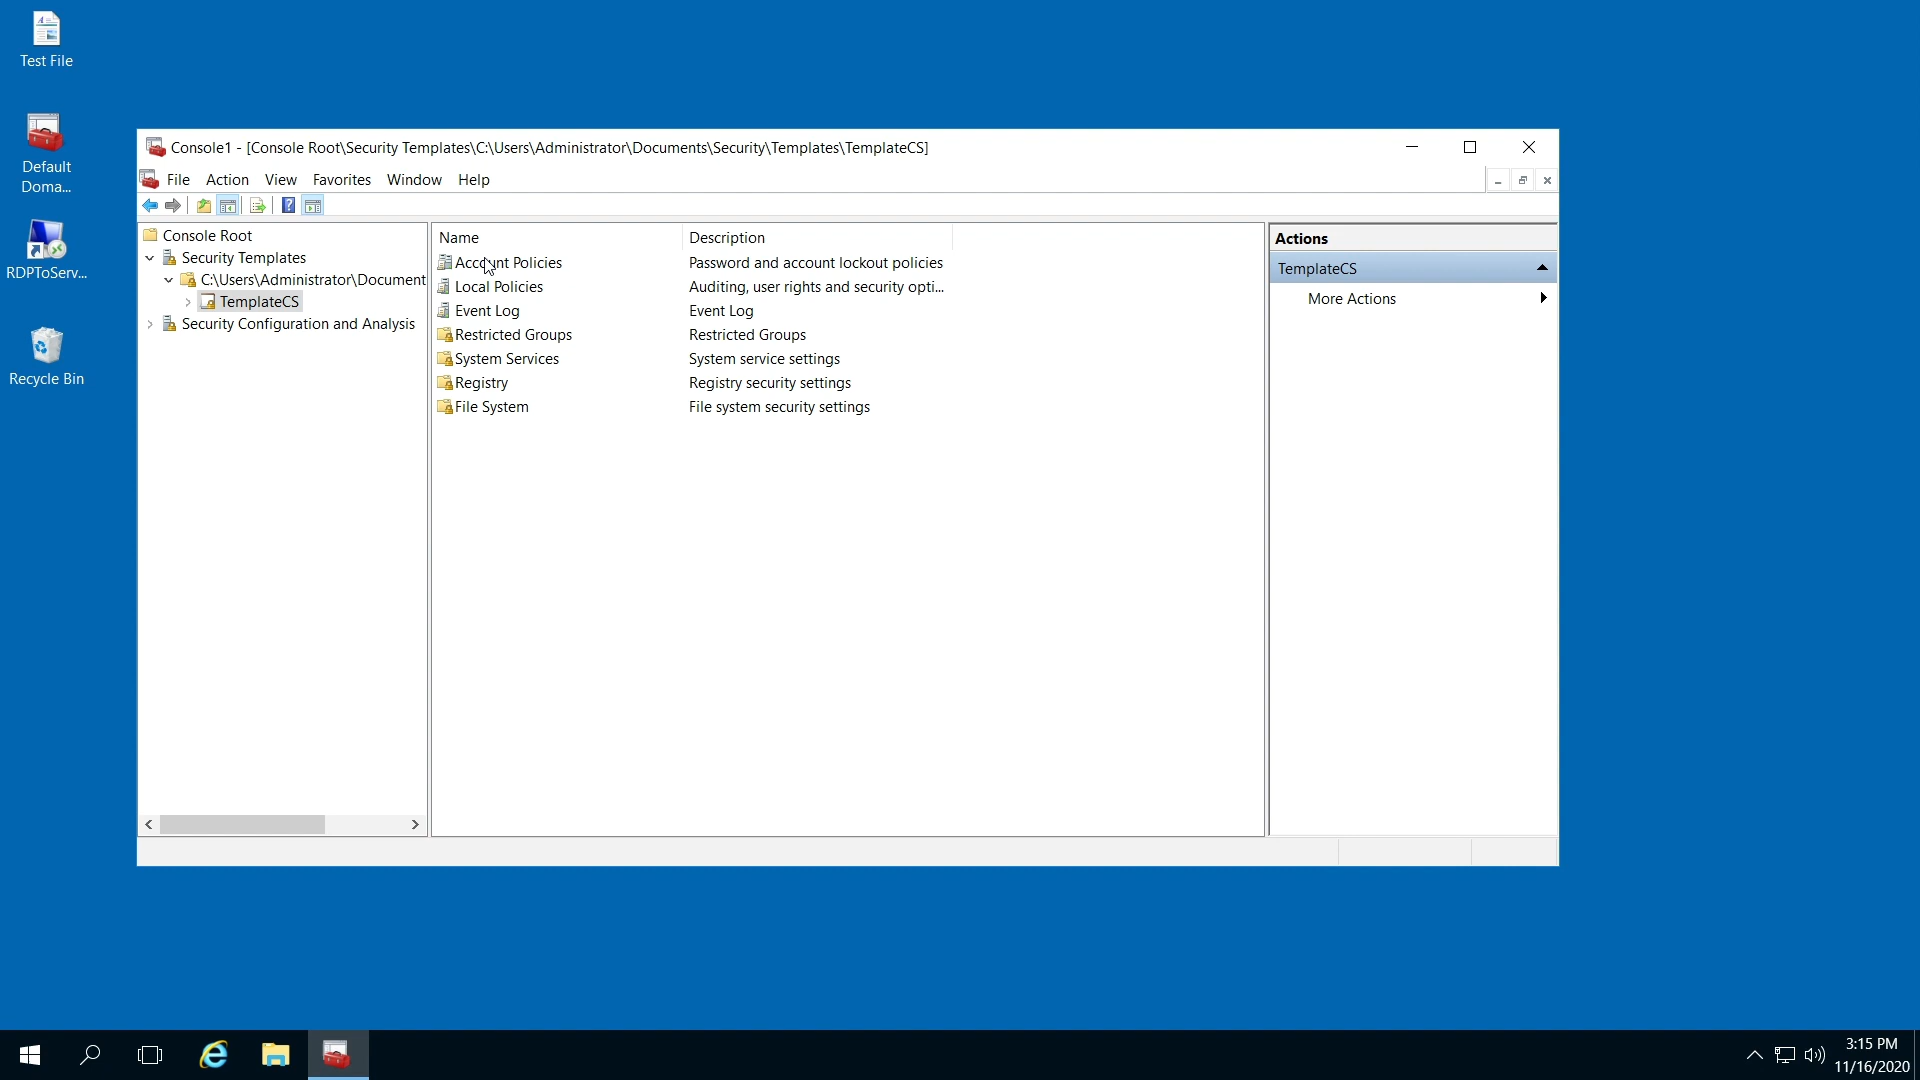 Test File
Default
Doma...
RDPToServ...
Recycle Bin
Console1 - [Console Root\Security Templates\C:\Users\Administrator\Documents\Security\Templates\TemplateCS]
File Action View Favorites Window Help
Console Root
Security Templates
C:\Users\Administrator\Document
TemplateCS
Security Configuration and Analysis
Name Description
Account Policies Password and account lockout policies
Local Policies Auditing, user rights and security opti...
Event Log Event Log
Restricted Groups Restricted Groups
System Services System service settings
Registry Registry security settings
File System File system security settings
Actions
TemplateCS
More Actions
3:15 PM
11/16/2020